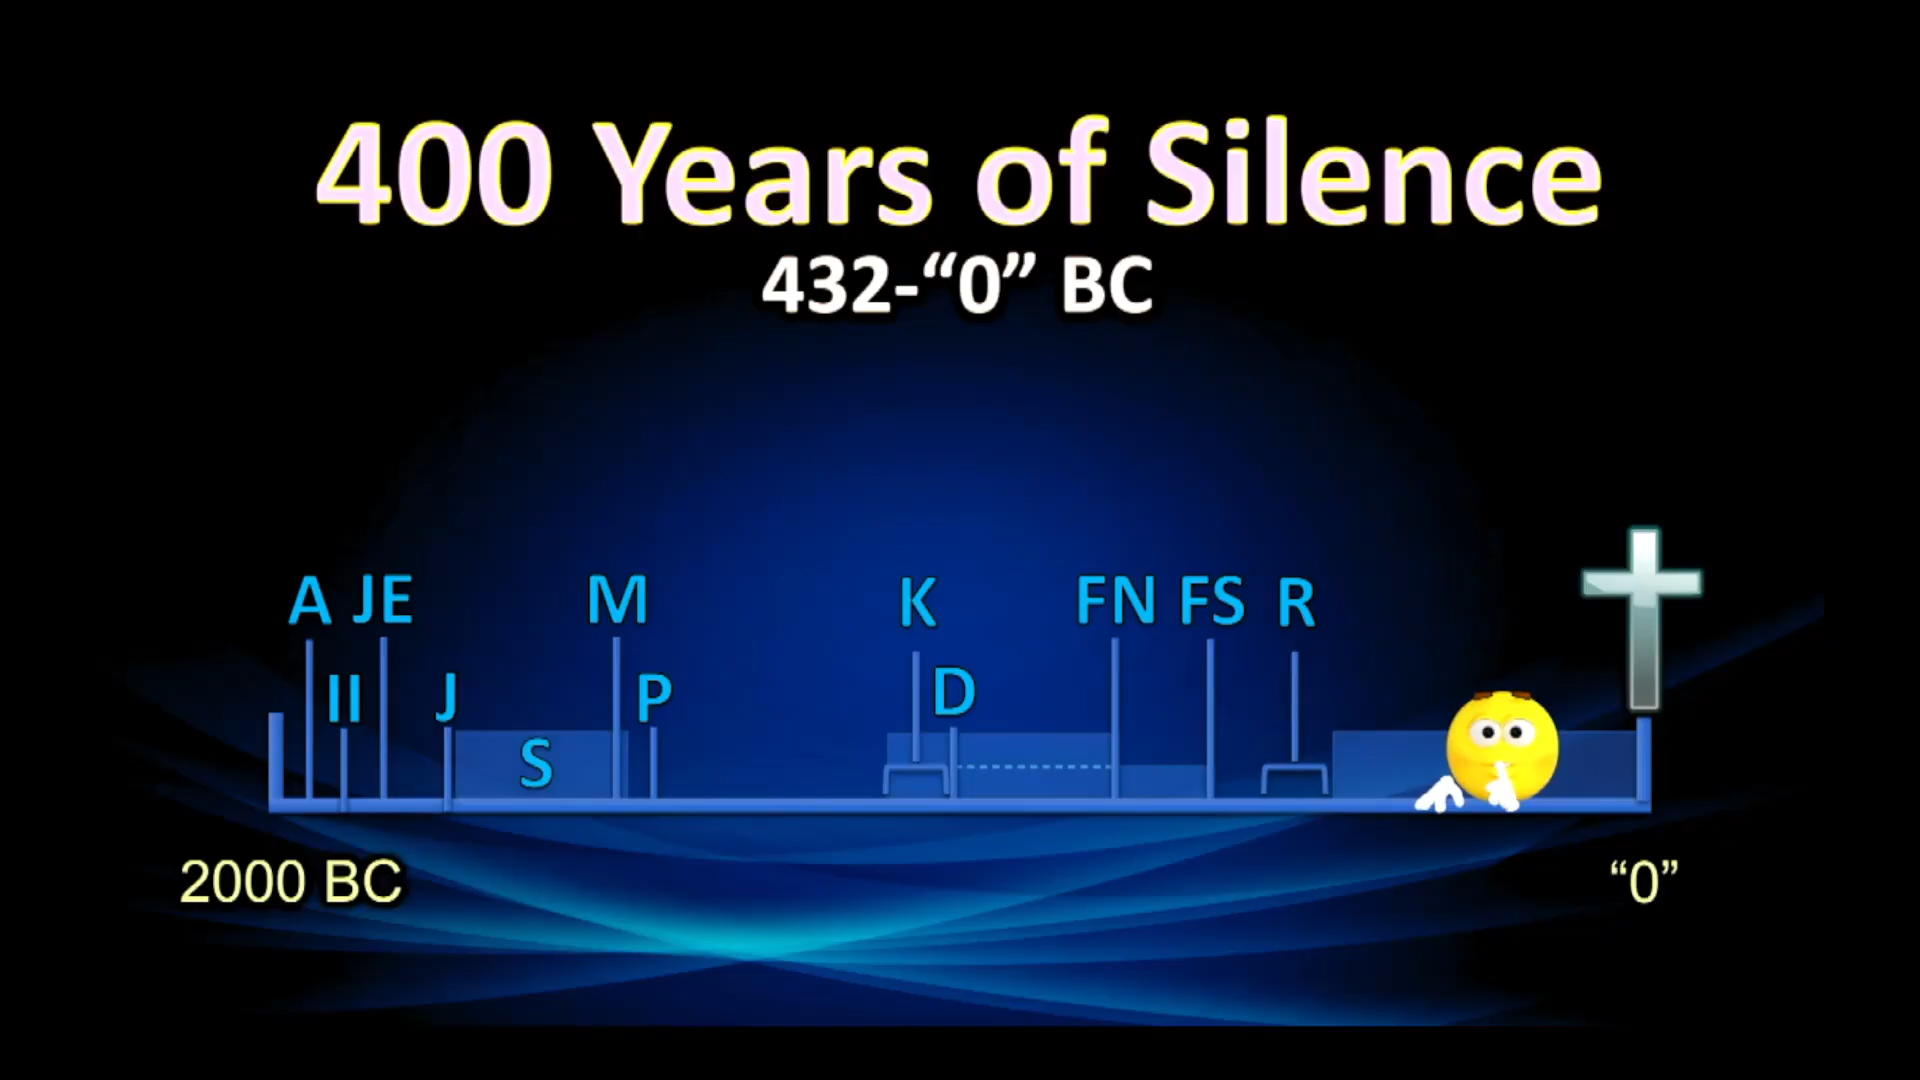 400 Years of Silence
432-“0” BC
A JE M K FN FS R
II J P D
S
2000 BC “0”